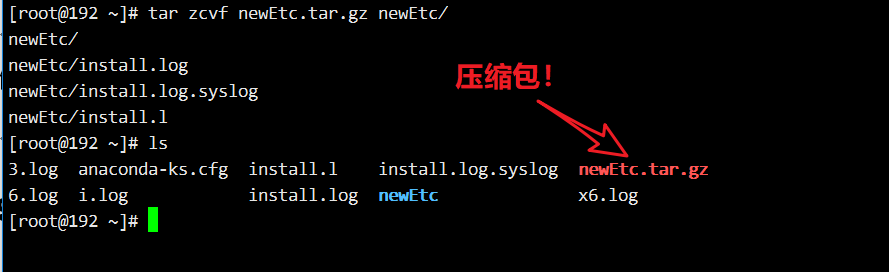 [root@192 ~]# tar zcvf newEtc.tar.gz newEtc/
newEtc/
newEtc/install.log
newEtc/install.log.syslog
newEtc/install.l
压缩包！
[root@192 ~]# ls
3.log anaconda-ks.cfg install.l install.log.syslog newEtc.tar.gz
6.log i.log install.log newEtc x6.log
[root@192 ~]#